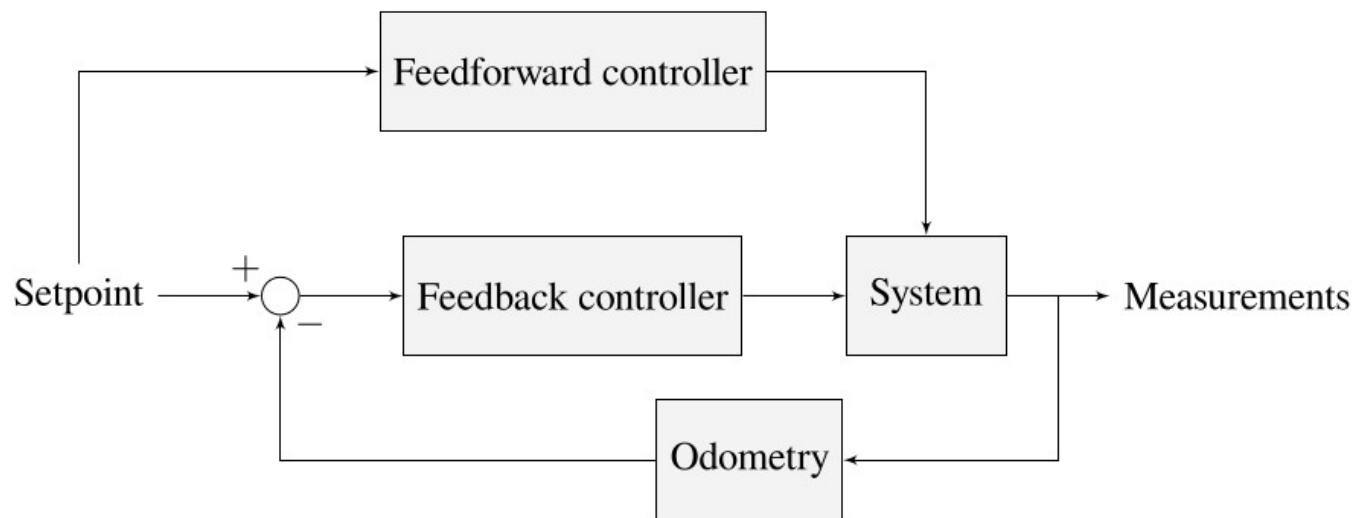 Feedforward controller
Setpoint
+
−
Feedback controller
System
Measurements
Odometry